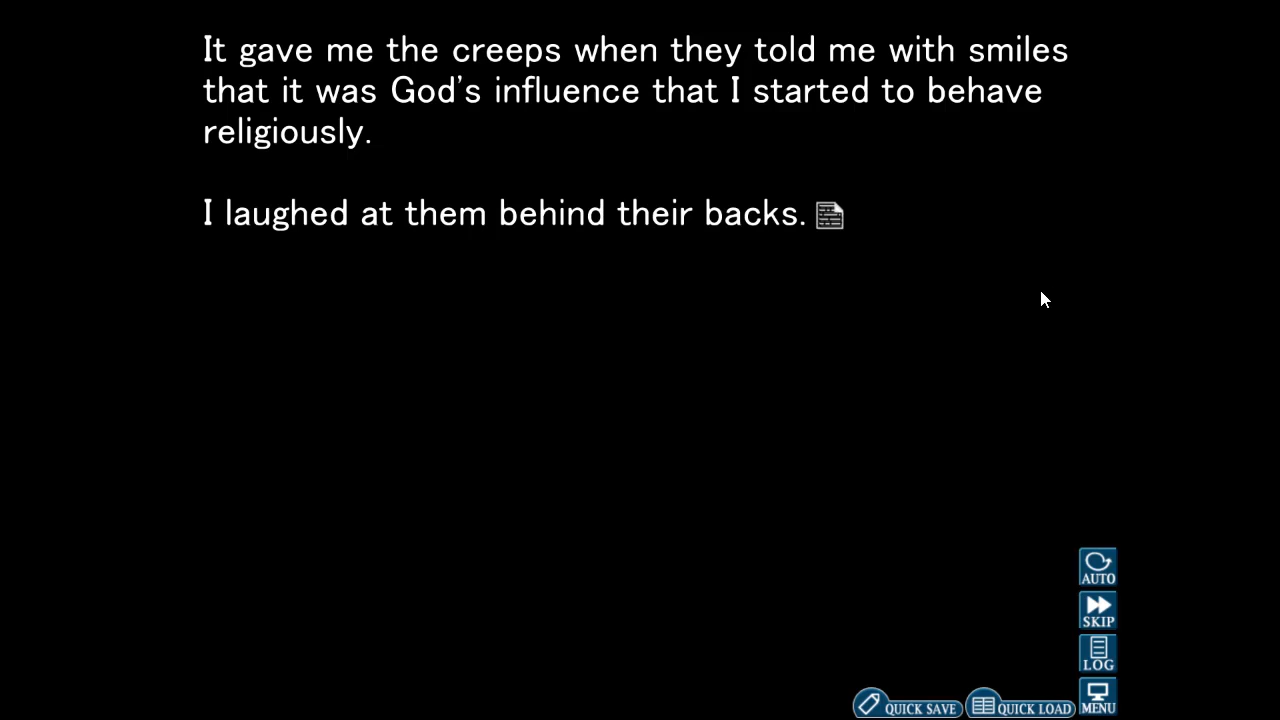 It gave me the creeps when they told me with smiles
that it was God's influence that I started to behave
religiously.
I laughed at them behind their backs.
AUTO
SKIP
LOG
QUICK SAVE
QUICK LOAD
MENU